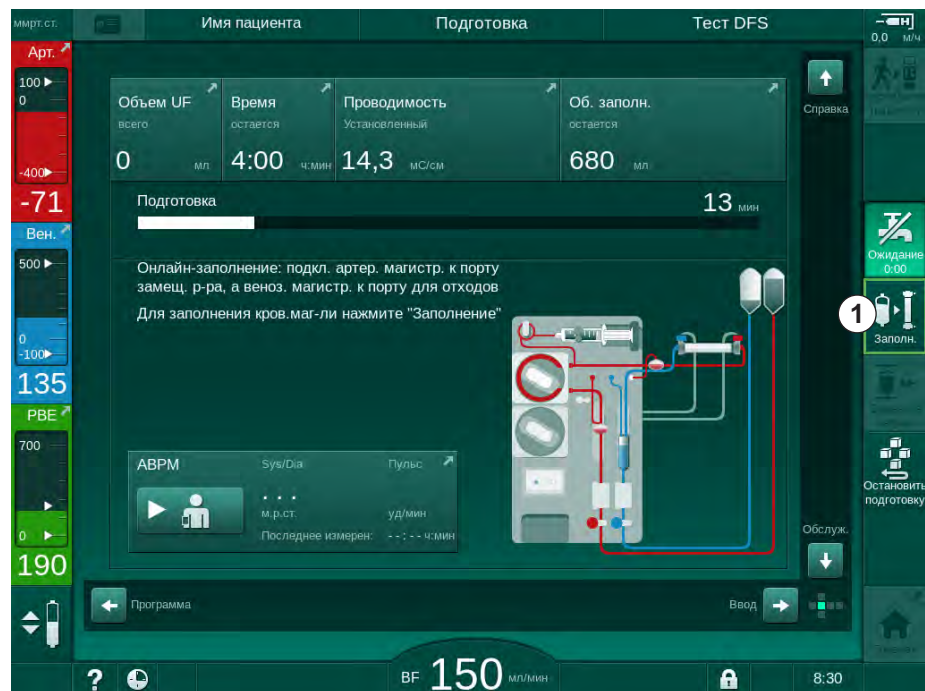 ммрт.ст.
Имя пациента
Подготовка
Тест DFS
0,0 м/ч
Арт.
100
0
-400
-71
Вен.
500
0
-100
135
PBE
700
0
190
Объем UF
всего
0 мл
Время
остается
4:00 ч:мин
Проводимость
Установленный
14,3 мС/см
Об. заполн.
остается
680 мл
Подготовка
13 мин
Онлайн-заполнение: подкл. артер. магистр. к порту
замещ. р-ра, а веноз. магистр. к порту для отходов
Для заполнения кров.маг-ли нажмите "Заполнение"
ABPM
Sys/Dia
Пульс
. . .
м.р.ст.
уд/мин
Последнее измерен: --:-- ч:мин
Справка
Обслуж.
Программа
Ввод
Ожидание
0:00
1
Заполн.
Остановить
подготовку
?
BF 150 мл/мин
8:30